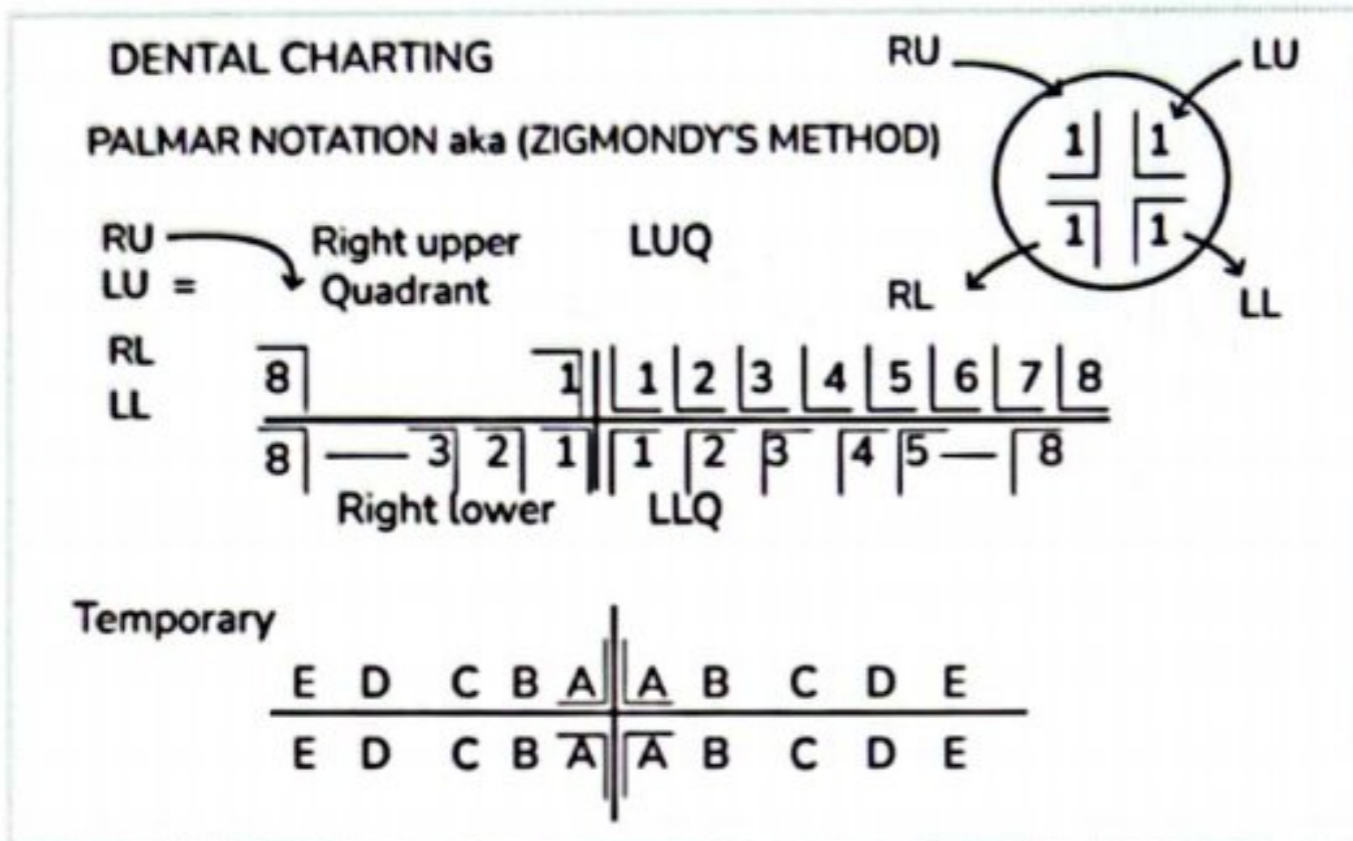 DENTAL CHARTING
RU LU
PALMAR NOTATION aka (ZIGMONDY'S METHOD)
1 1
1 1
RL LL
RU Right upper LUQ
LU = Quadrant
RL
LL
8 1 1 2 3 4 5 6 7 8
8 — 3 2 1 1 2 3 4 5 — 8
Right lower LLQ
Temporary
E D C B A A B C D E
E D C B A A B C D E